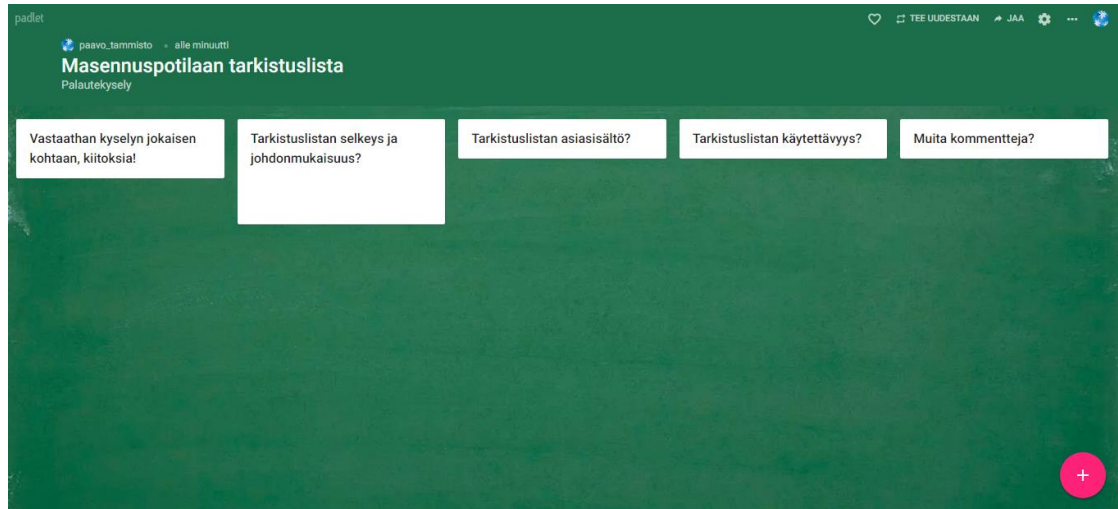 padlet
TEE UUDESTAAN JAA
paavo_tammisto • alle minuutti
Masennuspotilaan tarkistuslista
Palautekysely
Vastaathan kyselyn jokaisen
kohtaan, kiitoksia!
Tarkistuslistan selkeys ja
johdonmukaisuus?
Tarkistuslistan asiasisältö?
Tarkistuslistan käytettävyys?
Muita kommentteja?